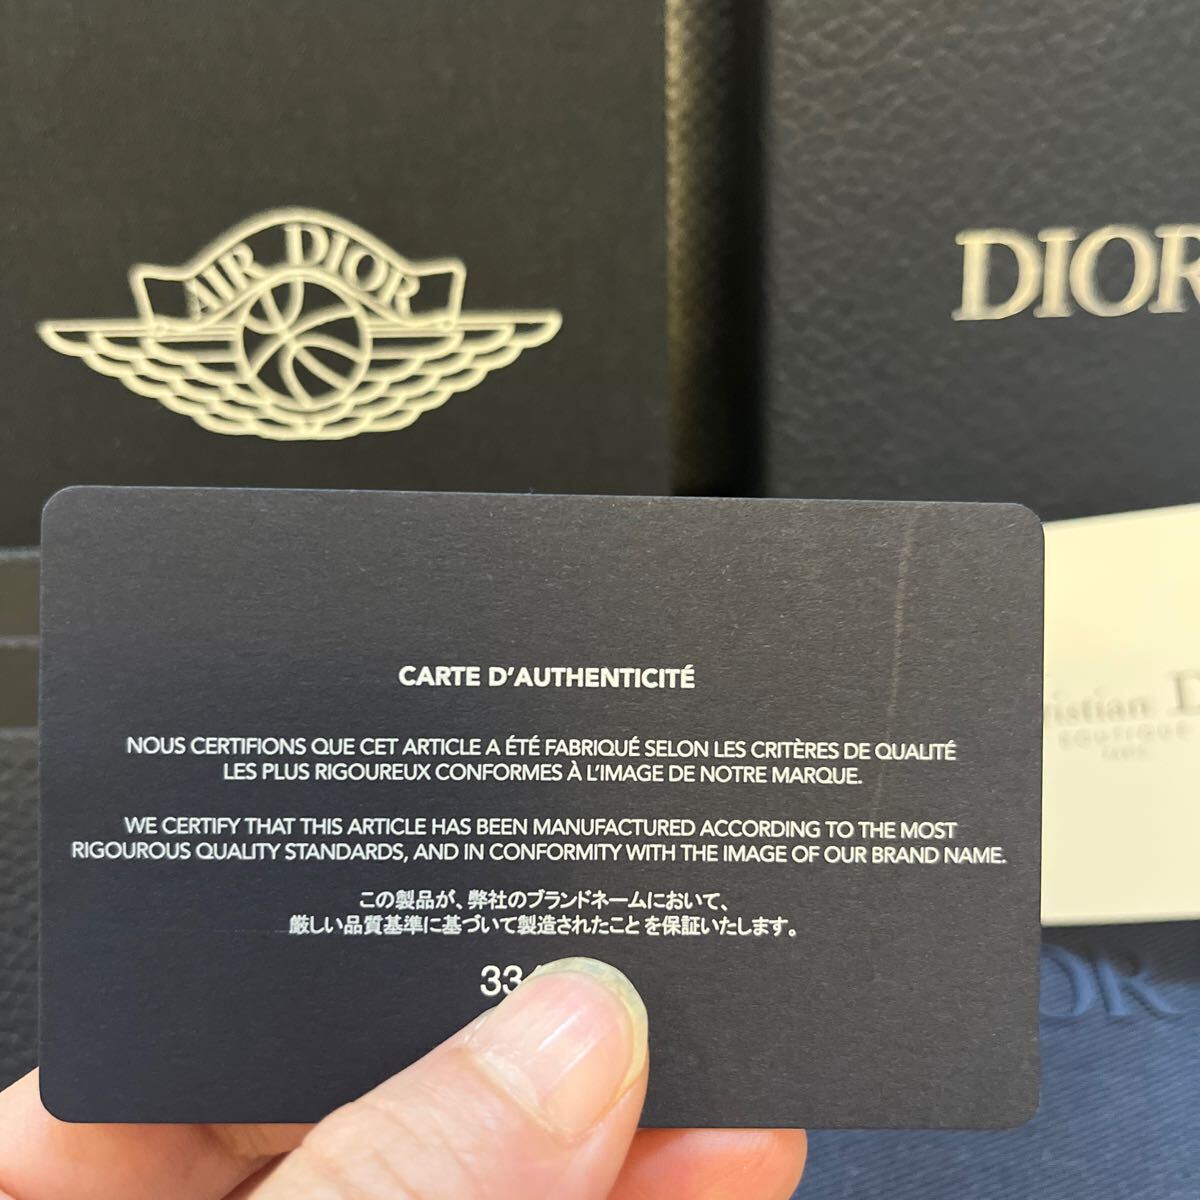 AIR DIOR
DIOR
CARTE D'AUTHENTICITÉ
NOUS CERTIFIONS QUE CET ARTICLE A ÉTÉ FABRIQUÉ SELON LES CRITÈRES DE QUALITÉ
LES PLUS RIGOUREUX CONFORMES À L'IMAGE DE NOTRE MARQUE.
WE CERTIFY THAT THIS ARTICLE HAS BEEN MANUFACTURED ACCORDING TO THE MOST
RIGOUROUS QUALITY STANDARDS, AND IN CONFORMITY WITH THE IMAGE OF OUR BRAND NAME.
この製品が、弊社のブランドネームにおいて、
厳しい品質基準に基づいて製造されたことを保証いたします。
33
ristian D
BOUTIQUE
PARIS
OR